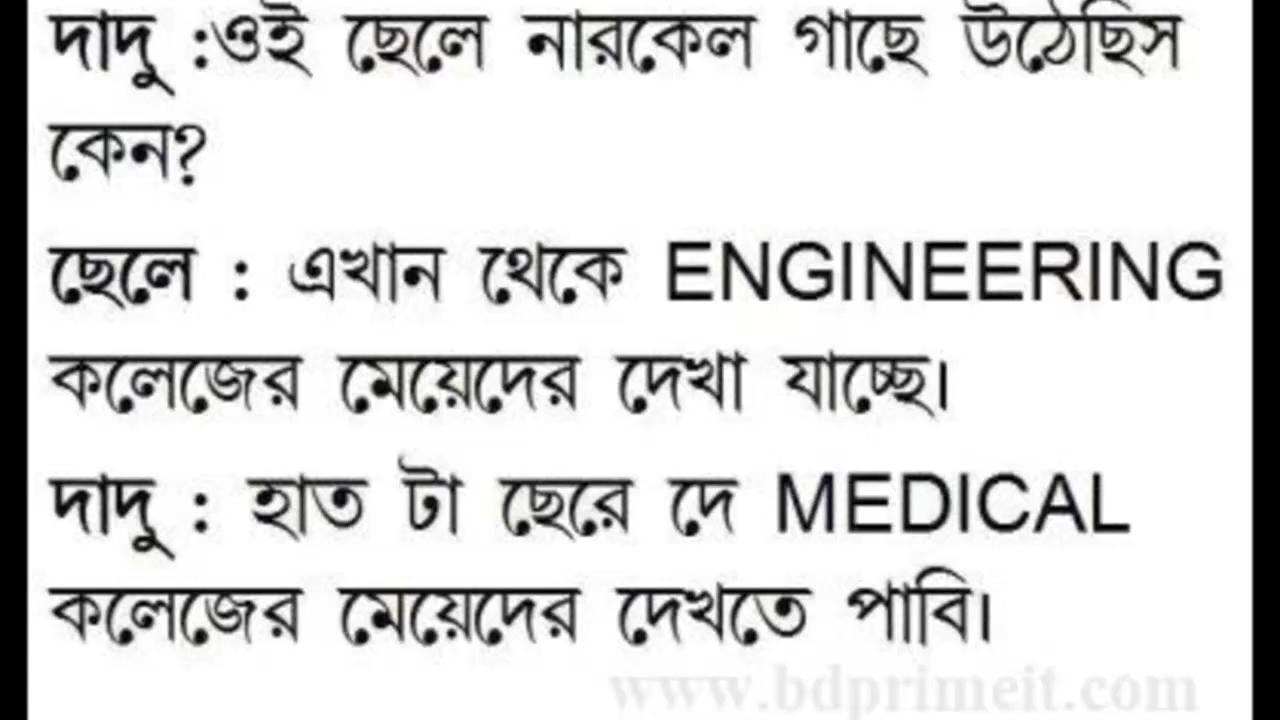 দাদু :ওই ছেলে নারকেল গাছে উঠেছিস
কেন?
ছেলে : এখান থেকে ENGINEERING
কলেজের মেয়েদের দেখা যাচ্ছে।
দাদু : হাত টা ছেরে দে MEDICAL
কলেজের মেয়েদের দেখতে পাবি।
www.bdprimeit.com